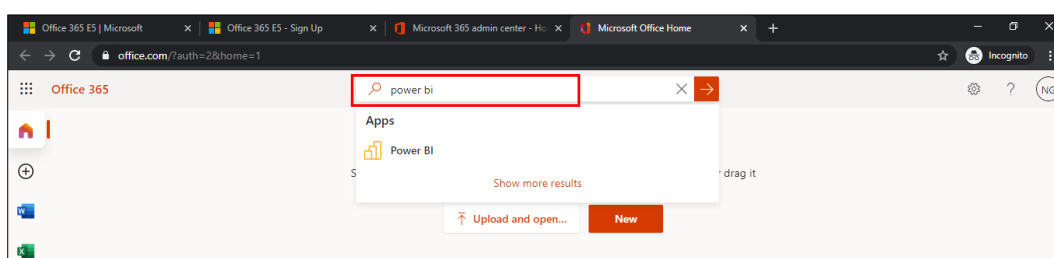 Office 365 E5 | Microsoft
Office 365 E5 - Sign Up
Microsoft 365 admin center - Ho
Microsoft Office Home
office.com/?auth=2&home=1
Incognito
Office 365
power bi
NG
Apps
Power BI
S
drag it
Show more results
Upload and open...
New